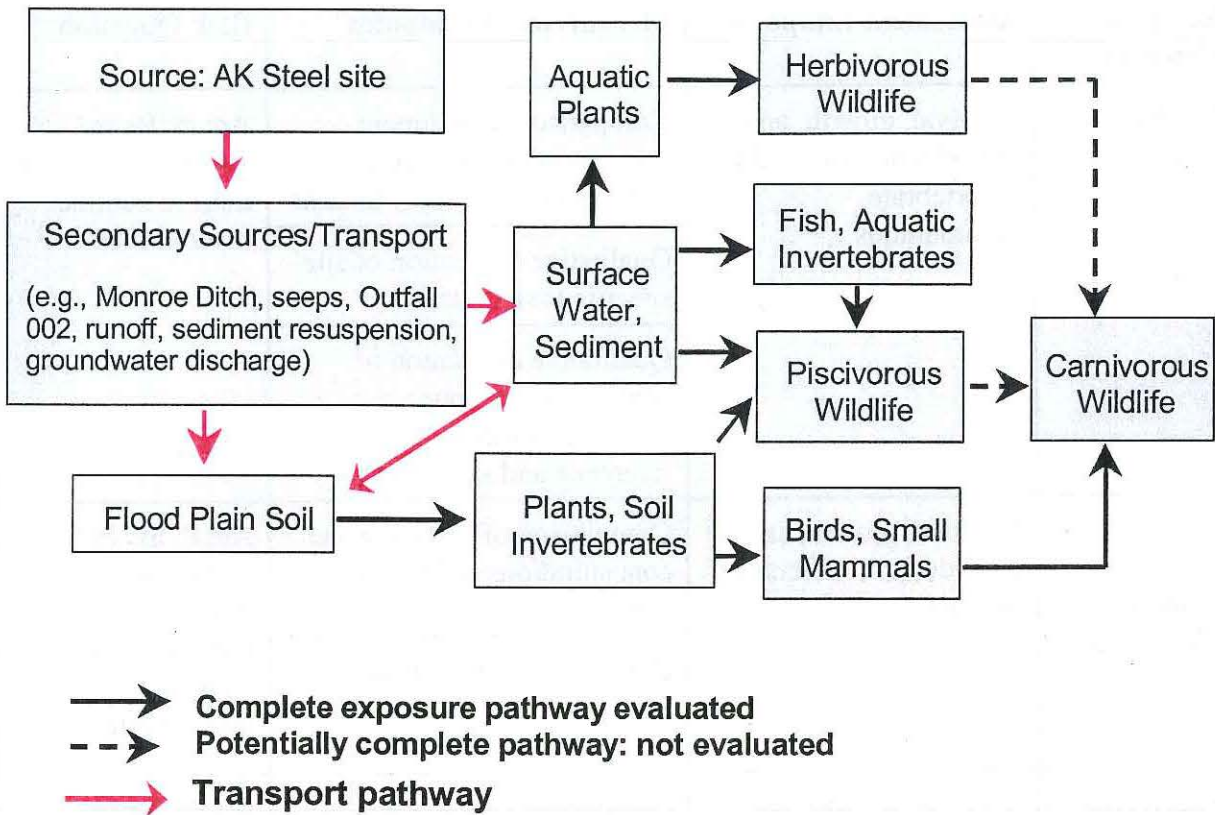 Source: AK Steel site
Aquatic
Plants
Herbivorous
Wildlife
Secondary Sources/Transport
(e.g., Monroe Ditch, seeps, Outfall
002, runoff, sediment resuspension,
groundwater discharge)
Surface
Water,
Sediment
Fish, Aquatic
Invertebrates
Piscivorous
Wildlife
Carnivorous
Wildlife
Flood Plain Soil
Plants, Soil
Invertebrates
Birds, Small
Mammals
Complete exposure pathway evaluated
Potentially complete pathway: not evaluated
Transport pathway